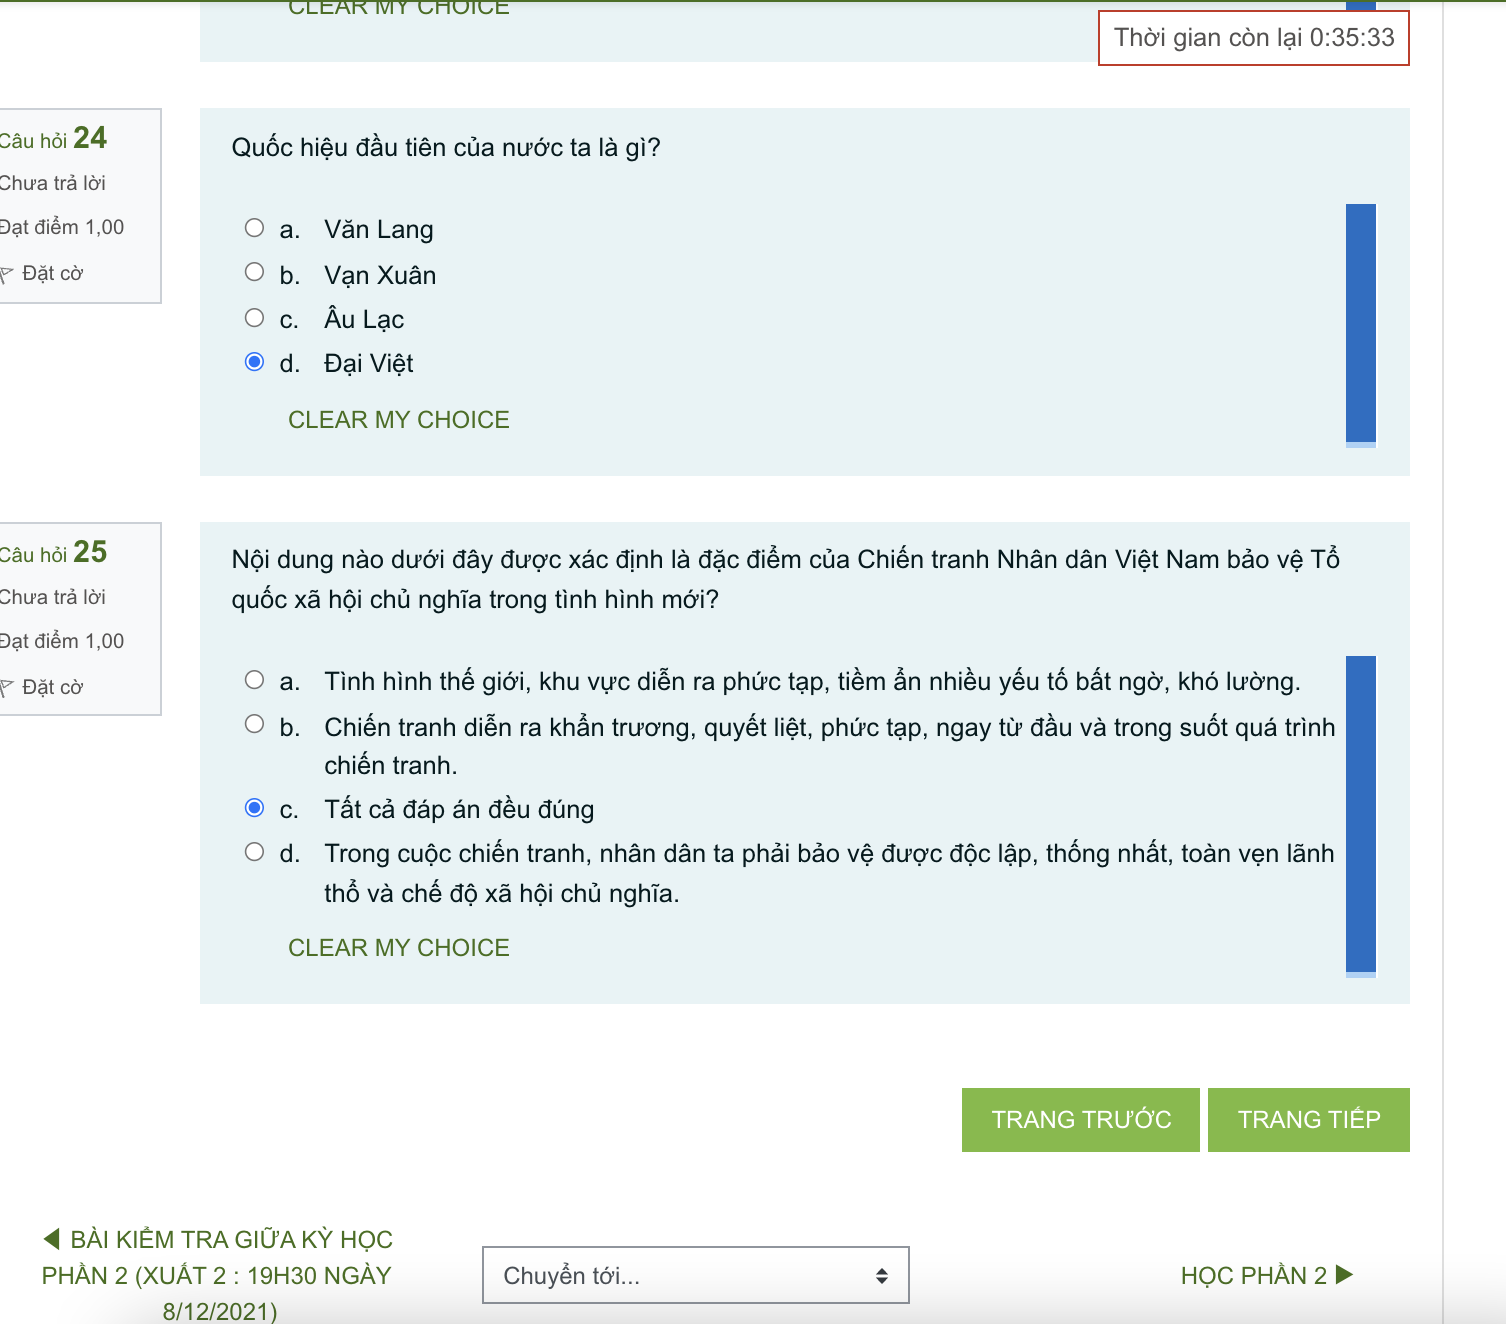 CLEAR MY CHOICE
Thời gian còn lại 0:35:33
Câu hỏi 24
Chưa trả lời
Đạt điểm 1,00
Đặt cờ
Quốc hiệu đầu tiên của nước ta là gì?
a. Văn Lang
b. Vạn Xuân
c. Âu Lạc
d. Đại Việt
CLEAR MY CHOICE
Câu hỏi 25
Chưa trả lời
Đạt điểm 1,00
Đặt cờ
Nội dung nào dưới đây được xác định là đặc điểm của Chiến tranh Nhân dân Việt Nam bảo vệ Tổ
quốc xã hội chủ nghĩa trong tình hình mới?
a. Tình hình thế giới, khu vực diễn ra phức tạp, tiềm ẩn nhiều yếu tố bất ngờ, khó lường.
b. Chiến tranh diễn ra khẩn trương, quyết liệt, phức tạp, ngay từ đầu và trong suốt quá trình
chiến tranh.
c. Tất cả đáp án đều đúng
d. Trong cuộc chiến tranh, nhân dân ta phải bảo vệ được độc lập, thống nhất, toàn vẹn lãnh
thổ và chế độ xã hội chủ nghĩa.
CLEAR MY CHOICE
TRANG TRƯỚC
TRANG TIẾP
BÀI KIỂM TRA GIỮA KỲ HỌC
PHẦN 2 (XUẤT 2 : 19H30 NGÀY
8/12/2021)
Chuyển tới...
HỌC PHẦN 2